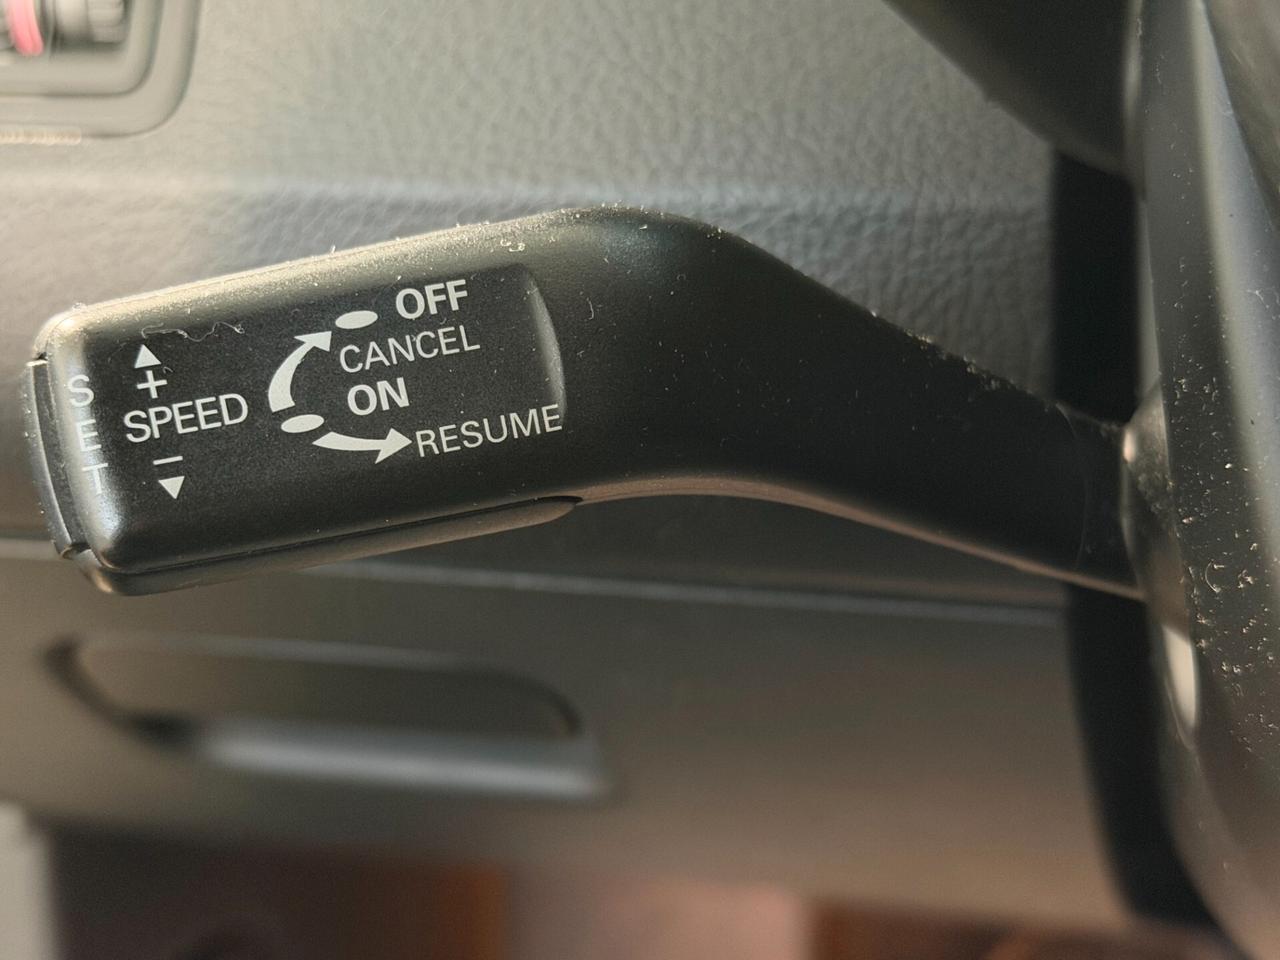 OFF
CANCEL
ON
RESUME
+
SPEED
−
SET